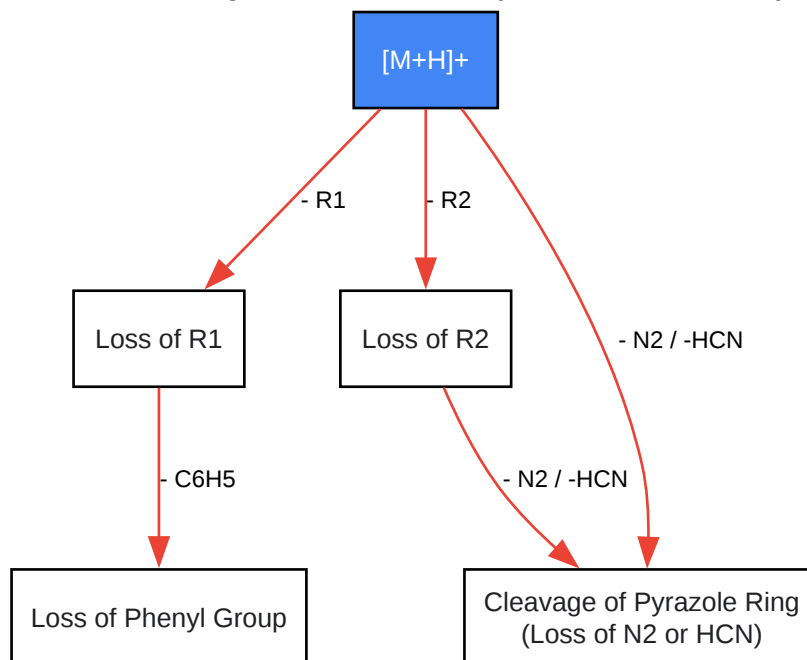 [M+H]+
- R1
- R2
- N2 / -HCN
Loss of R1
Loss of R2
- C6H5
- N2 / -HCN
Loss of Phenyl Group
Cleavage of Pyrazole Ring
(Loss of N2 or HCN)